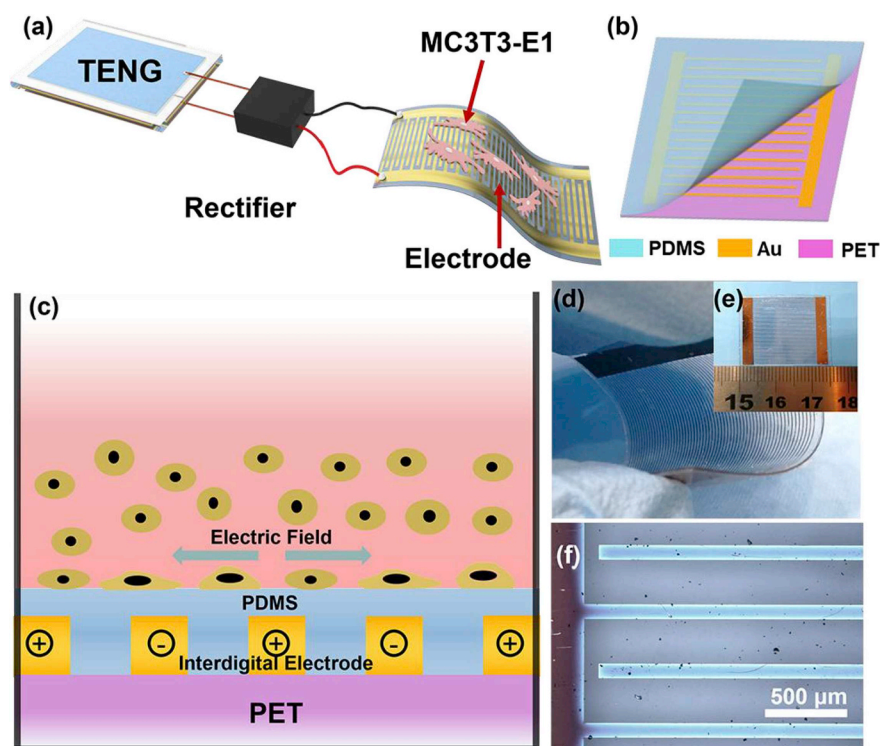 (a)
TENG
MC3T3-E1
Rectifier
Electrode
(b)
PDMS
Au
PET
(c)
Electric Field
PDMS
+
-
+
-
+
Interdigital Electrode
PET
(d)
(e)
15 16 17 18
(f)
500 μm